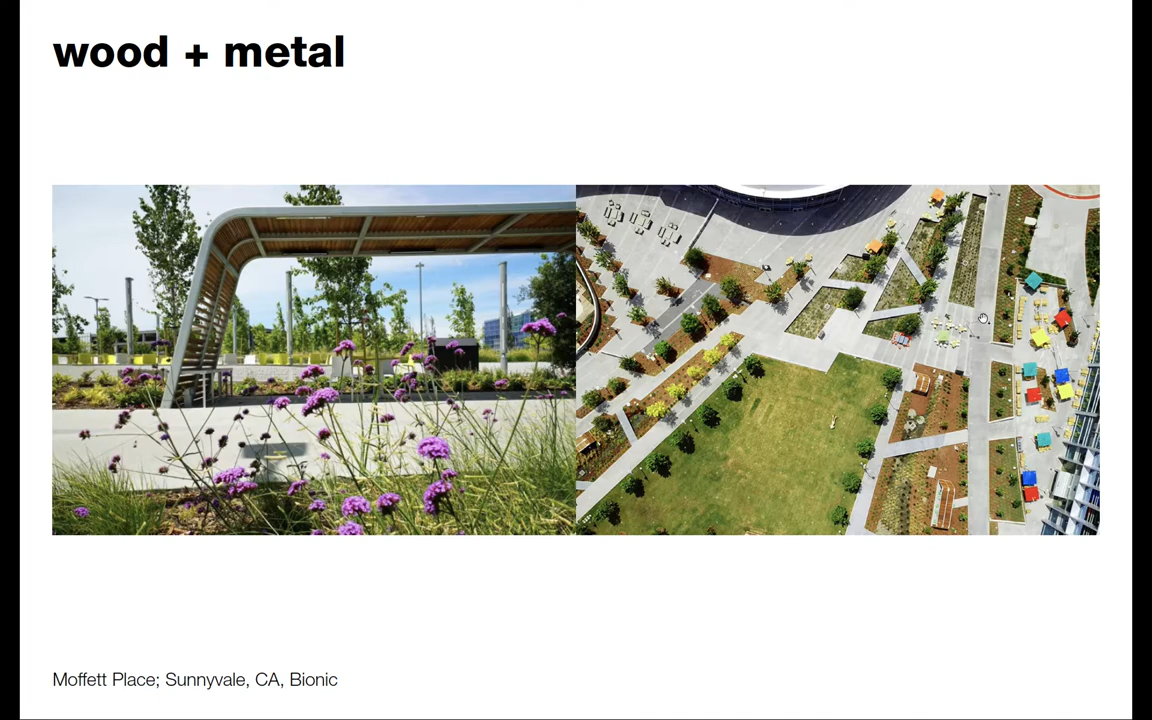 wood + metal
Moffett Place; Sunnyvale, CA, Bionic